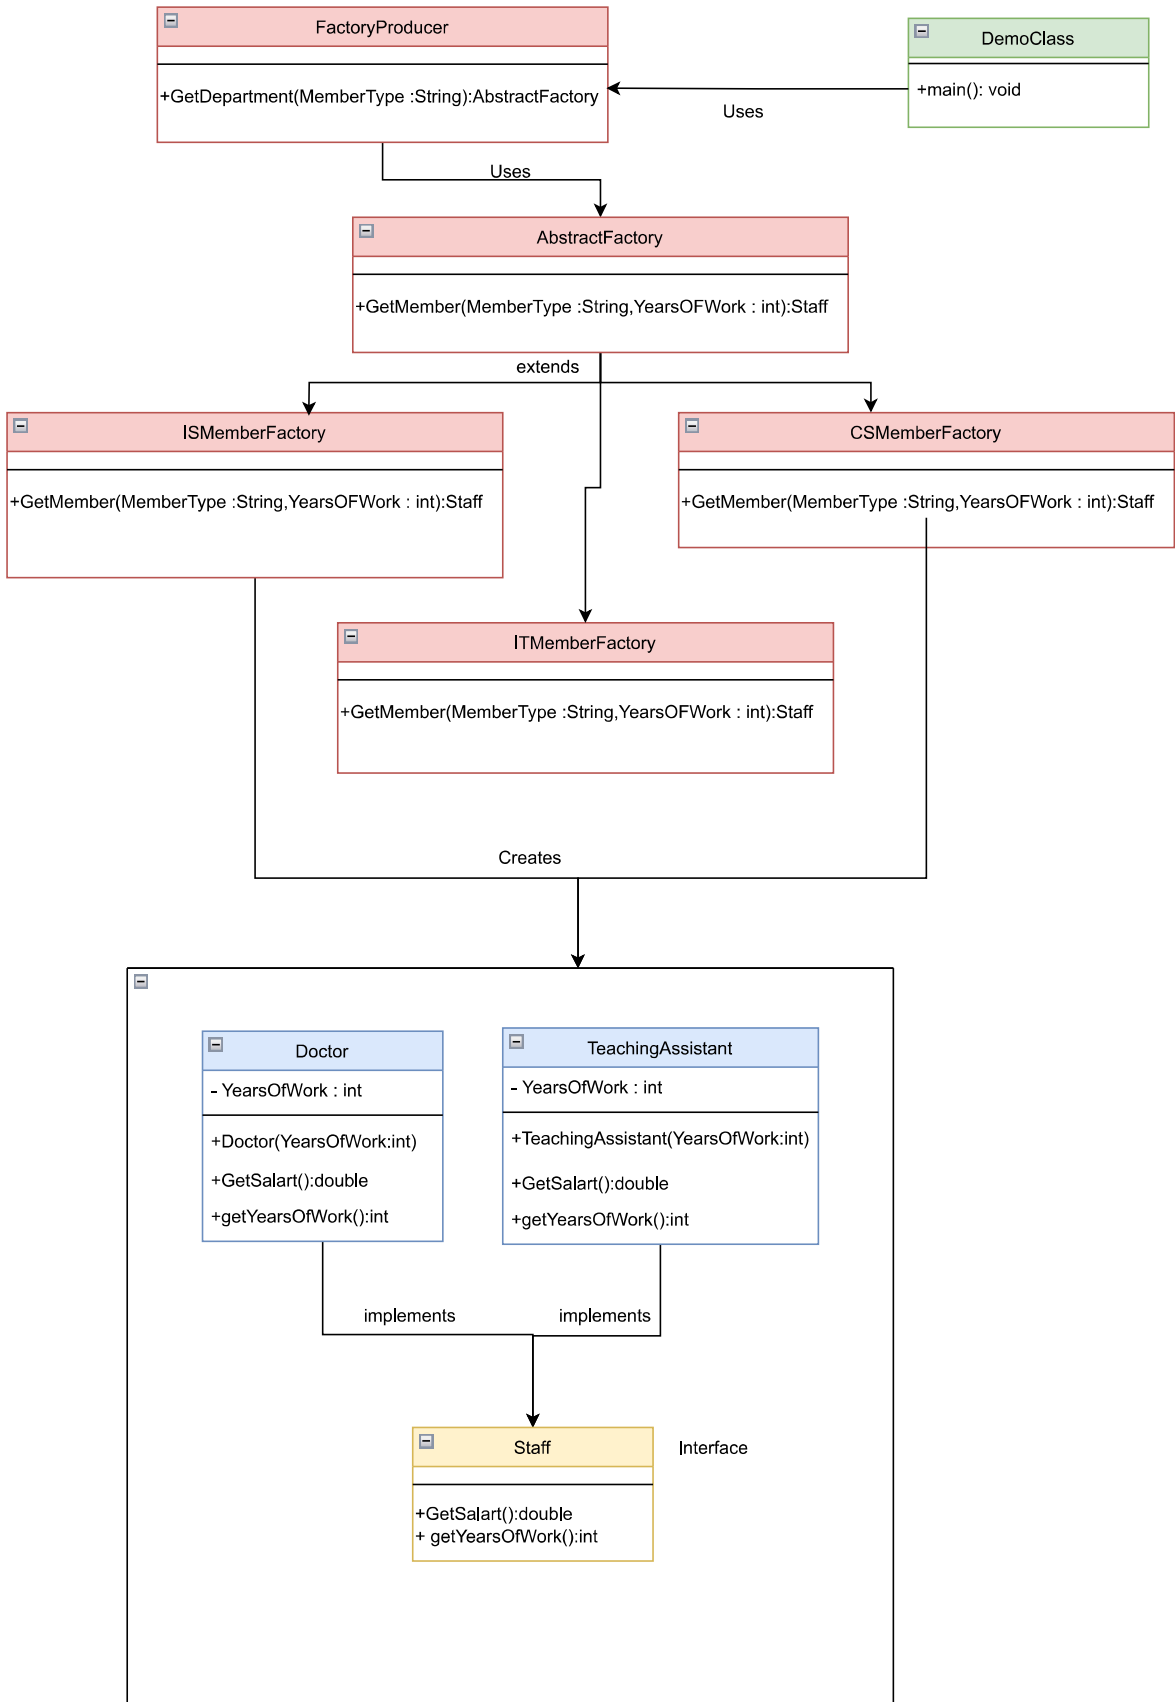 FactoryProducer
+GetDepartment(MemberType :String):AbstractFactory
DemoClass
+main(): void
Uses
Uses
AbstractFactory
+GetMember(MemberType :String,YearsOFWork : int):Staff
extends
ISMemberFactory
+GetMember(MemberType :String,YearsOFWork : int):Staff
CSMemberFactory
+GetMember(MemberType :String,YearsOFWork : int):Staff
ITMemberFactory
+GetMember(MemberType :String,YearsOFWork : int):Staff
Creates
Doctor
- YearsOfWork : int
+Doctor(YearsOfWork:int)
+GetSalart():double
+getYearsOfWork():int
TeachingAssistant
- YearsOfWork : int
+TeachingAssistant(YearsOfWork:int)
+GetSalart():double
+getYearsOfWork():int
implements
implements
Staff
Interface
+GetSalart():double
+ getYearsOfWork():int